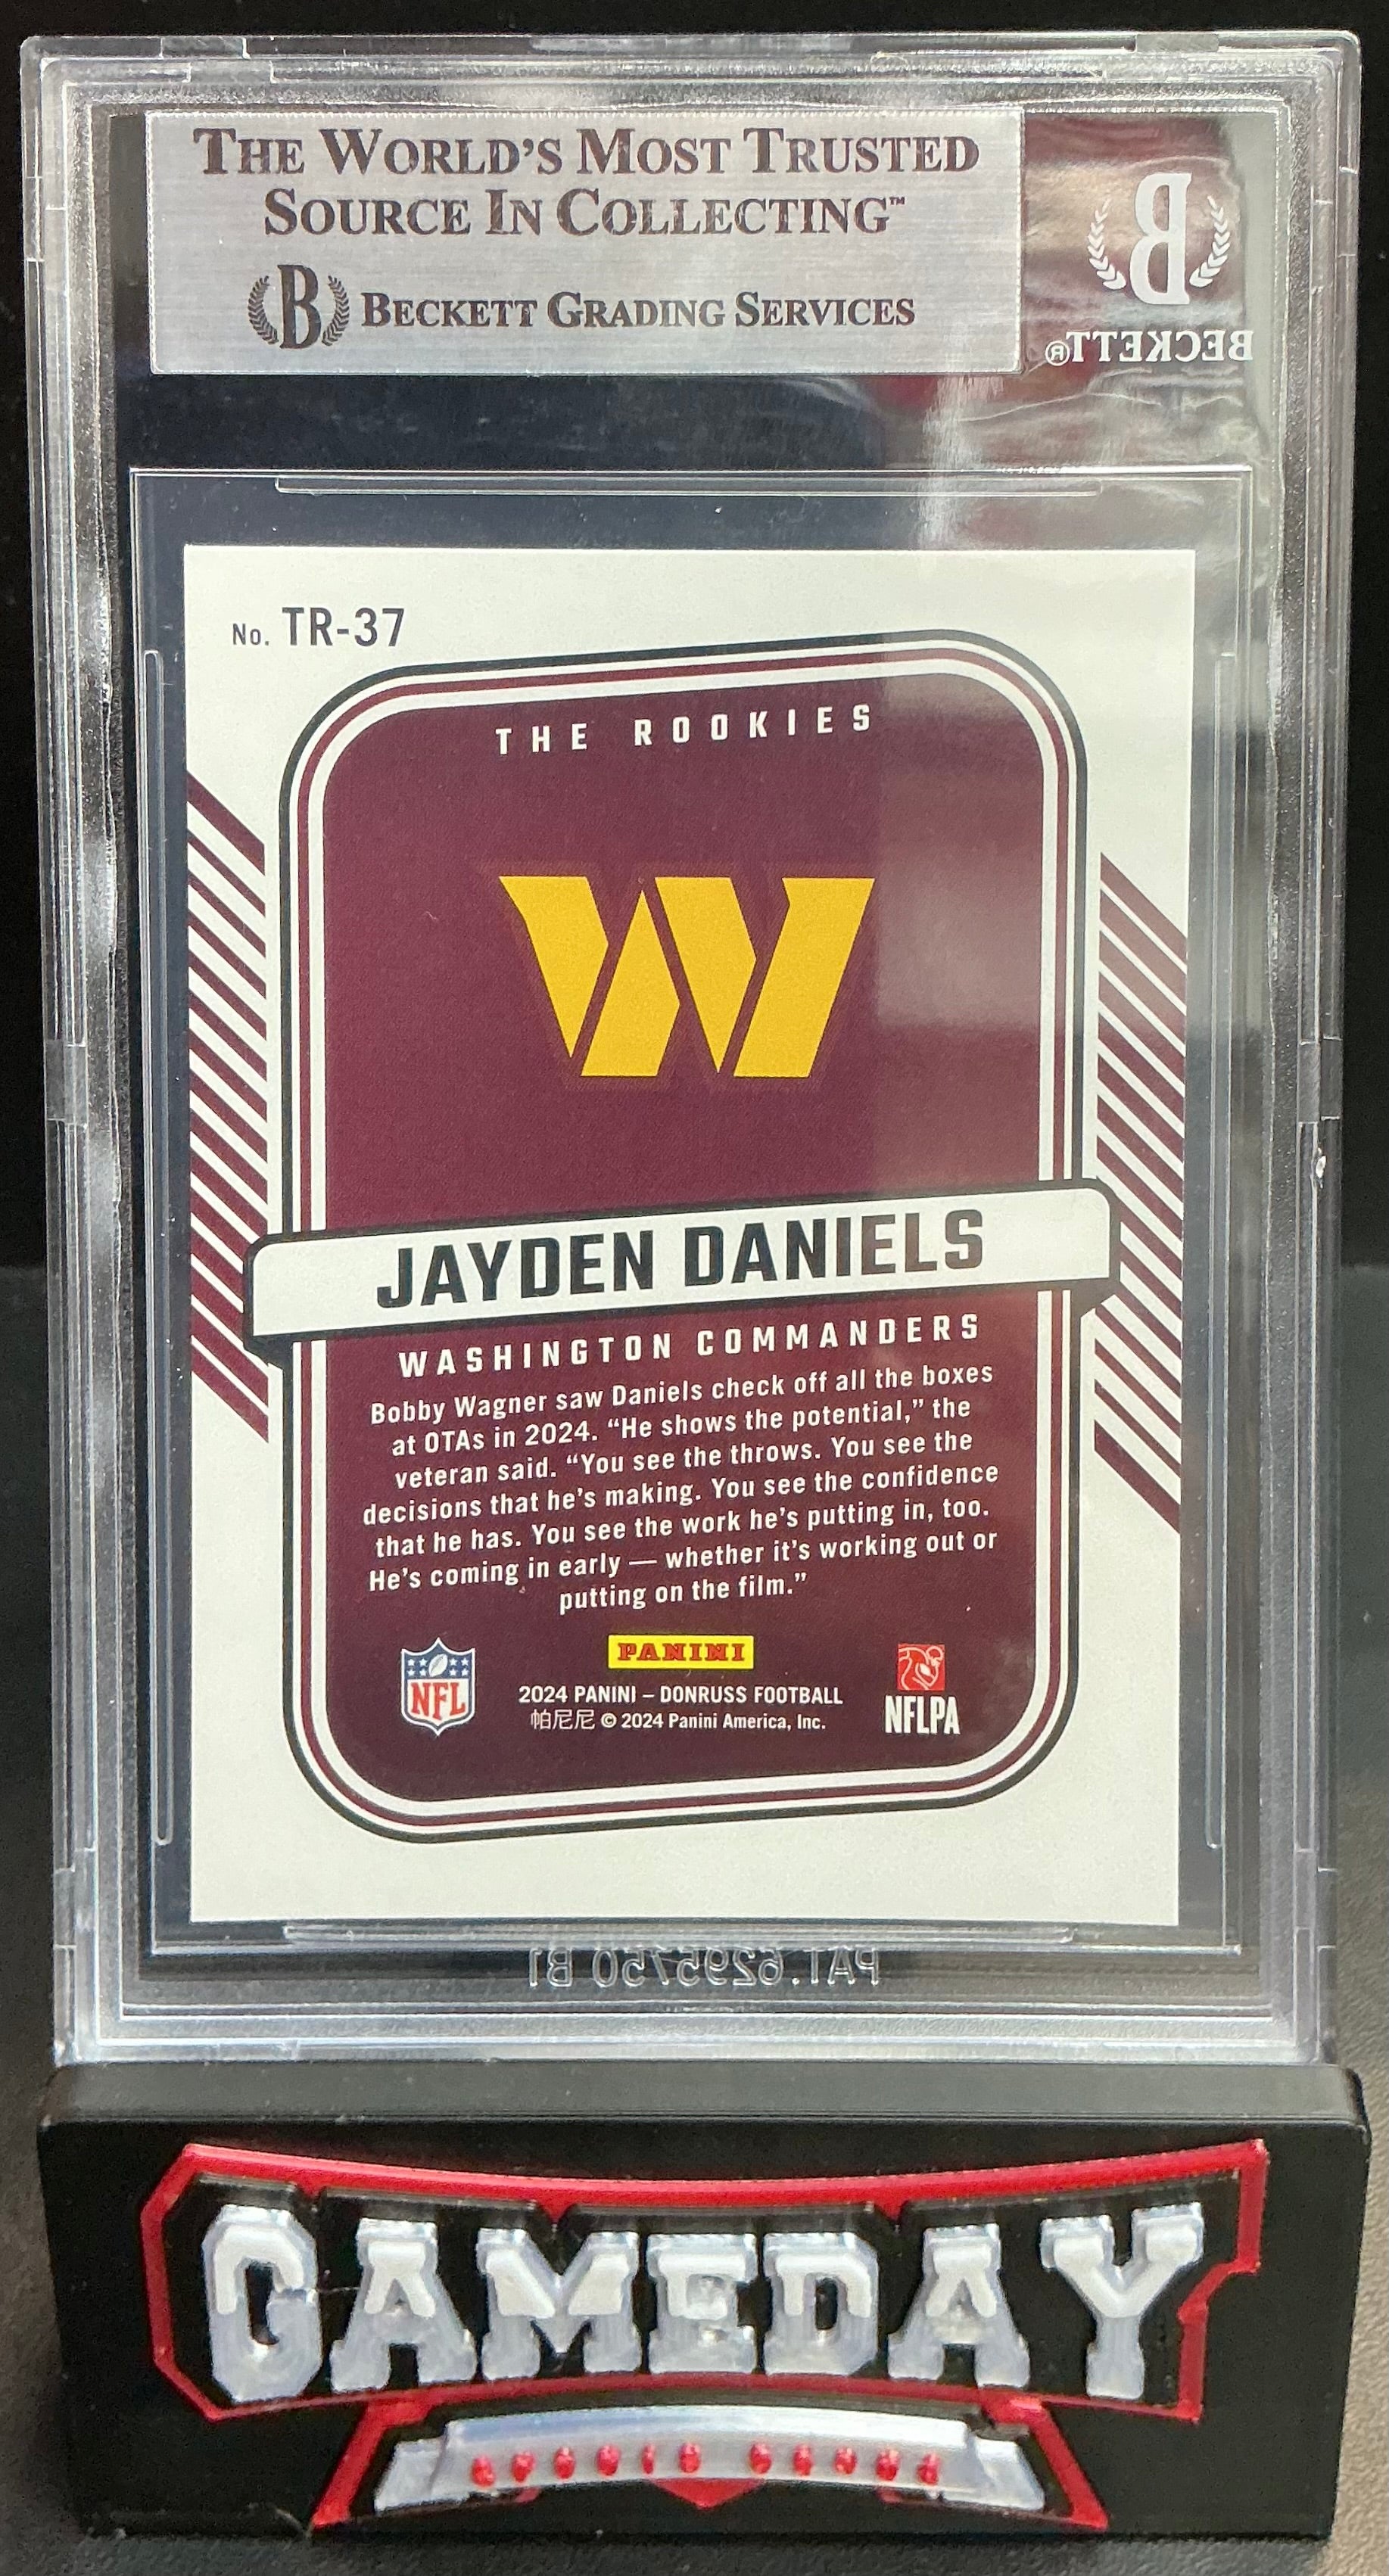 THE WORLD'S MOST TRUSTED
SOURCE IN COLLECTING™
B BECKETT GRADING SERVICES
B
BECKETT®
No. TR-37
THE ROOKIES
W
JAYDEN DANIELS
WASHINGTON COMMANDERS
Bobby Wagner saw Daniels check off all the boxes
at OTAs in 2024. “He shows the potential,” the
veteran said. “You see the throws. You see the
decisions that he’s making. You see the confidence
that he has. You see the work he’s putting in, too.
He’s coming in early — whether it’s working out or
putting on the film.”
NFL
PANINI
2024 PANINI – DONRUSS FOOTBALL
帕尼尼 © 2024 Panini America, Inc.
NFLPA
PAT.6295750 B1
GAMEDAY